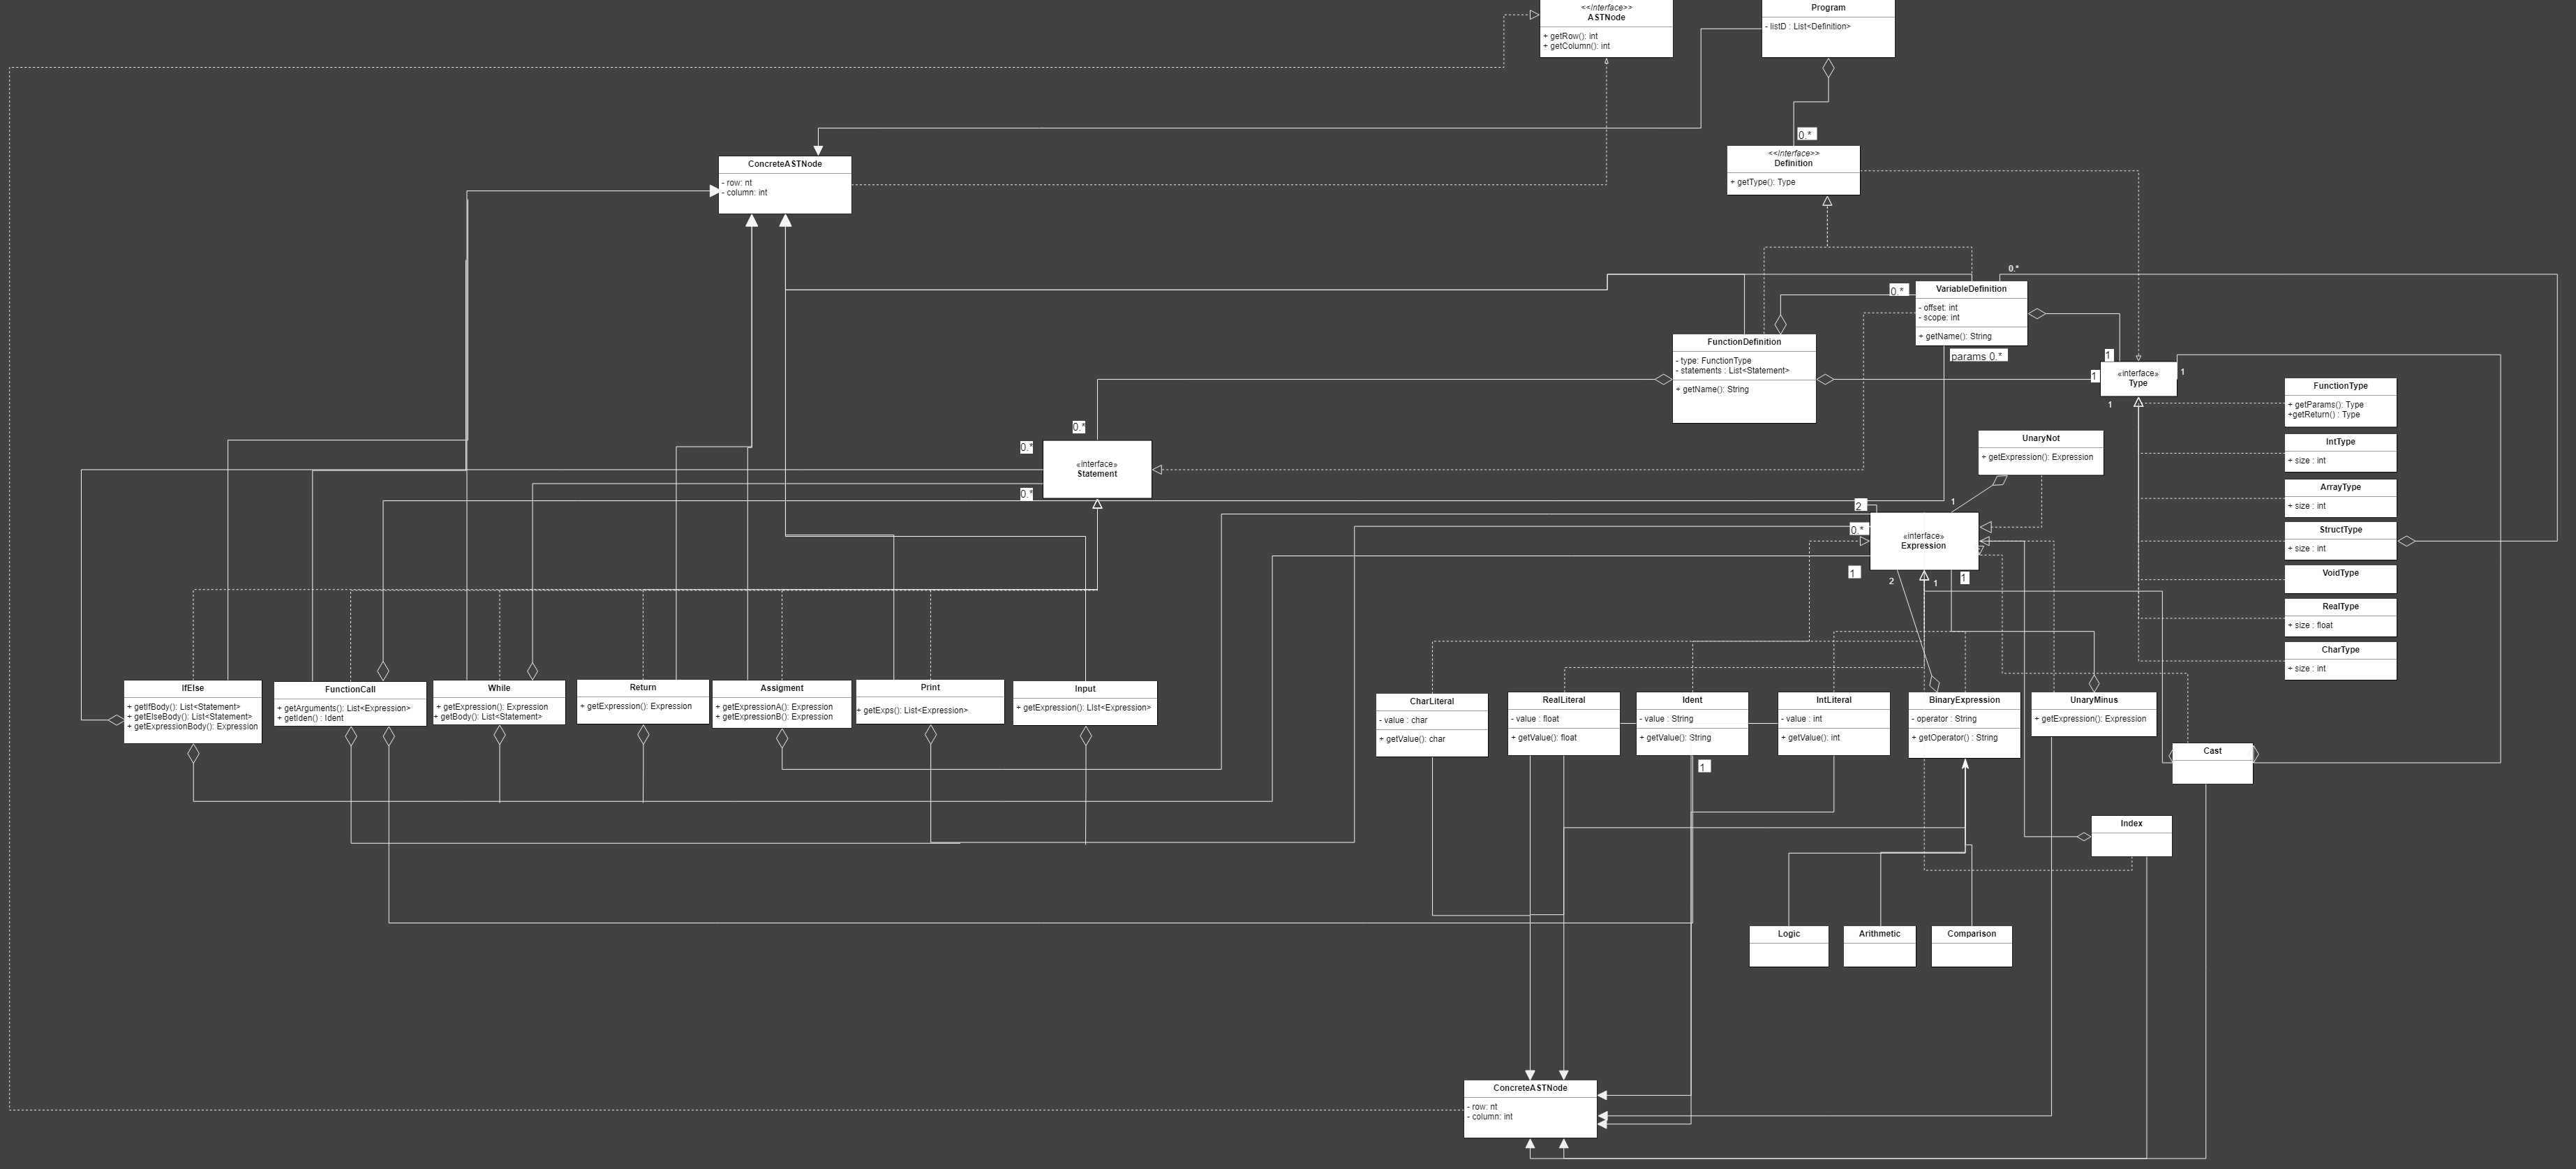 <<interface>>
ASTNode
+ getRow(): int
+ getColumn(): int
Program
- listD : List<Definition>
0.*
<<interface>>
Definition
+ getType(): Type
ConcreteASTNode
- row: nt
- column: int
0.*
0.*
VariableDefinition
- offset: int
- scope: int
+ getName(): String
params 0.*
FunctionDefinition
- type: FunctionType
- statements : List<Statement>
+ getName(): String
1
1
1
1
«interface»
Type
FunctionType
+ getParams(): Type
+getReturn() : Type
IntType
+ size : int
ArrayType
+ size : int
StructType
+ size : int
VoidType
RealType
+ size : float
CharType
+ size : int
0.*
0.*
0.*
«interface»
Statement
UnaryNot
+ getExpression(): Expression
1
2
0.*
1
2
1
1
«interface»
Expression
IfElse
+ getIfBody(): List<Statement>
+ getElseBody(): List<Statement>
+ getExpressionBody(): Expression
FunctionCall
+ getArguments(): List<Expression>
+ getIden() : Ident
While
+ getExpression(): Expression
+ getBody(): List<Statement>
Return
+ getExpression(): Expression
Assigment
+ getExpressionA(): Expression
+ getExpressionB(): Expression
Print
+ getExps(): List<Expression>
Input
+ getExpression(): LIst<Expression>
CharLiteral
- value : char
+ getValue(): char
RealLiteral
- value : float
+ getValue(): float
Ident
- value : String
+ getValue(): String
1
IntLiteral
- value : int
+ getValue(): int
BinaryExpression
- operator : String
+ getOperator() : String
UnaryMinus
+ getExpression(): Expression
Cast
Index
Logic
Arithmetic
Comparison
ConcreteASTNode
- row: nt
- column: int